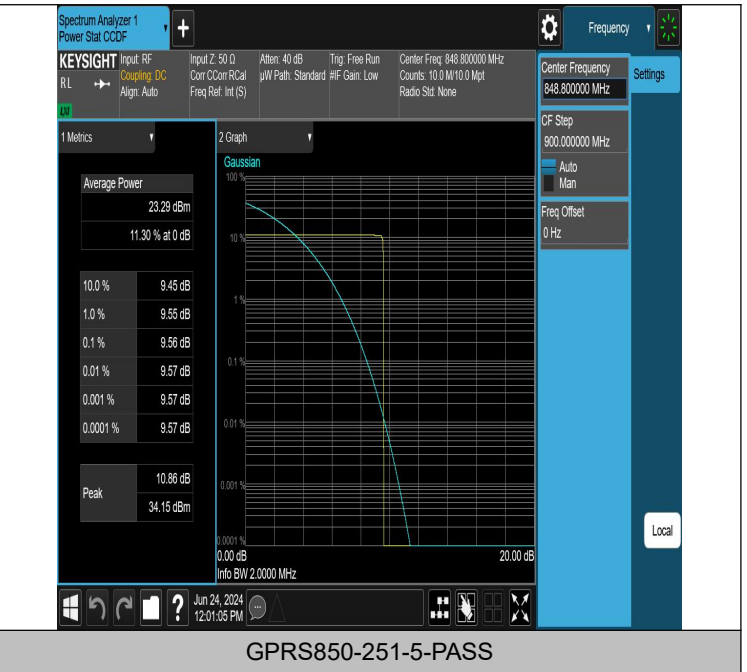 Spectrum Analyzer 1
Power Stat CCDF
+
Frequency
KEYSIGHT
RL
Input: RF
Coupling: DC
Align: Auto
Input Z: 50 Ω
Corr CCorr RCal
Freq Ref: Int (S)
Atten: 40 dB
µW Path: Standard
Trig: Free Run
#IF Gain: Low
Center Freq: 848.800000 MHz
Counts: 10.0 M/10.0 Mpt
Radio Std: None
LXI
Center Frequency
848.800000 MHz
Settings
CF Step
900.000000 MHz
Auto
Man
Freq Offset
0 Hz
Local
1 Metrics
Average Power
23.29 dBm
11.30 % at 0 dB
10.0 % 9.45 dB
1.0 % 9.55 dB
0.1 % 9.56 dB
0.01 % 9.57 dB
0.001 % 9.57 dB
0.0001 % 9.57 dB
Peak
10.86 dB
34.15 dBm
2 Graph
Gaussian
100 %
10 %
1 %
0.1 %
0.01 %
0.001 %
0.0001 %
0.00 dB 20.00 dB
Info BW 2.0000 MHz
?
Jun 24, 2024
12:01:05 PM
GPRS850-251-5-PASS